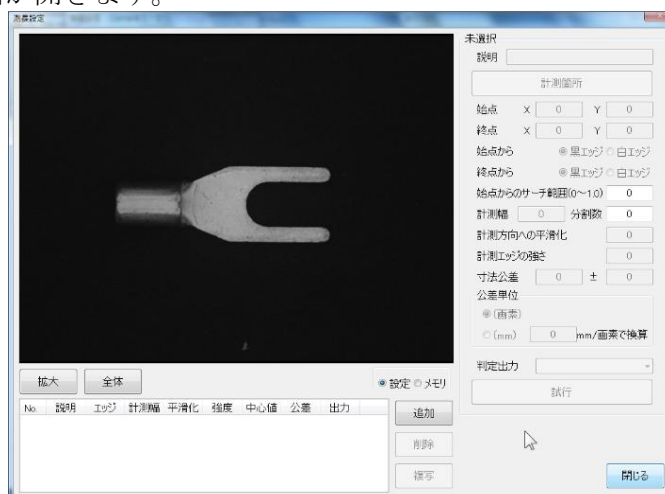 が開きます。
測長設定
未選択
説明
計測箇所
始点 X 0 Y 0
終点 X 0 Y 0
始点から 黒エッジ 白エッジ
終点から 黒エッジ 白エッジ
始点からのサーチ範囲(0~1.0) 0
計測幅 0 分割数 0
計測方向への平滑化 0
計測エッジの強さ 0
寸法公差 0 ± 0
公差単位
(画素)
(mm) 0 mm/画素で換算
判定出力
試行
拡大 全体 設定 メモリ
No. 説明 エッジ 計測幅 平滑化 強度 中心値 公差 出力
追加
削除
複写
閉じる